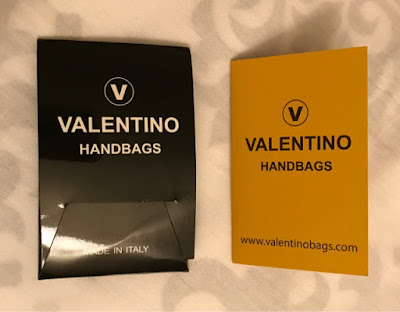 V
VALENTINO
HANDBAGS
MADE IN ITALY
V
VALENTINO
HANDBAGS
www.valentinobags.com